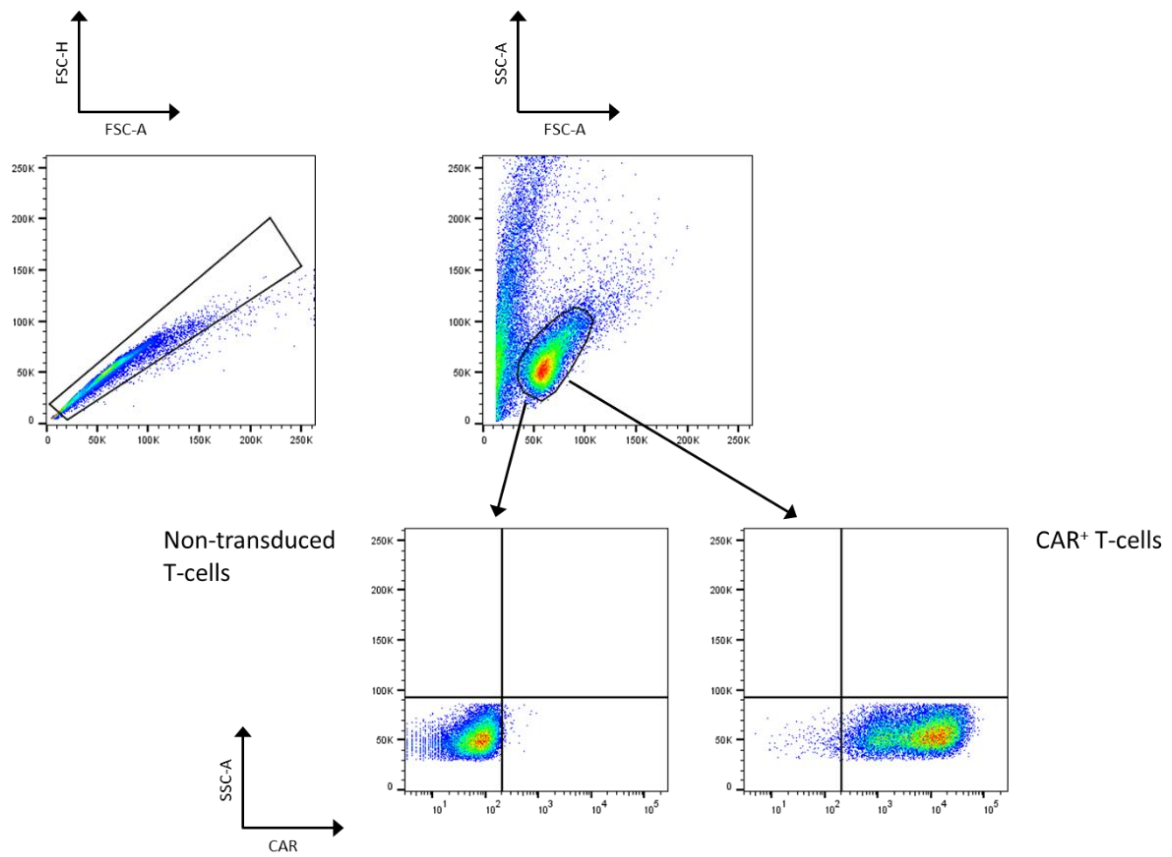 FSC-H
FSC-A
SSC-A
FSC-A
250K
200K
150K
100K
50K
0
0 50K 100K 150K 200K 250K
250K
200K
150K
100K
50K
0
0 50K 100K 150K 200K 250K
Non-transduced
T-cells
250K
200K
150K
100K
50K
0
10¹ 10² 10³ 10⁴ 10⁵
250K
200K
150K
100K
50K
0
10¹ 10² 10³ 10⁴ 10⁵
CAR⁺ T-cells
SSC-A
CAR